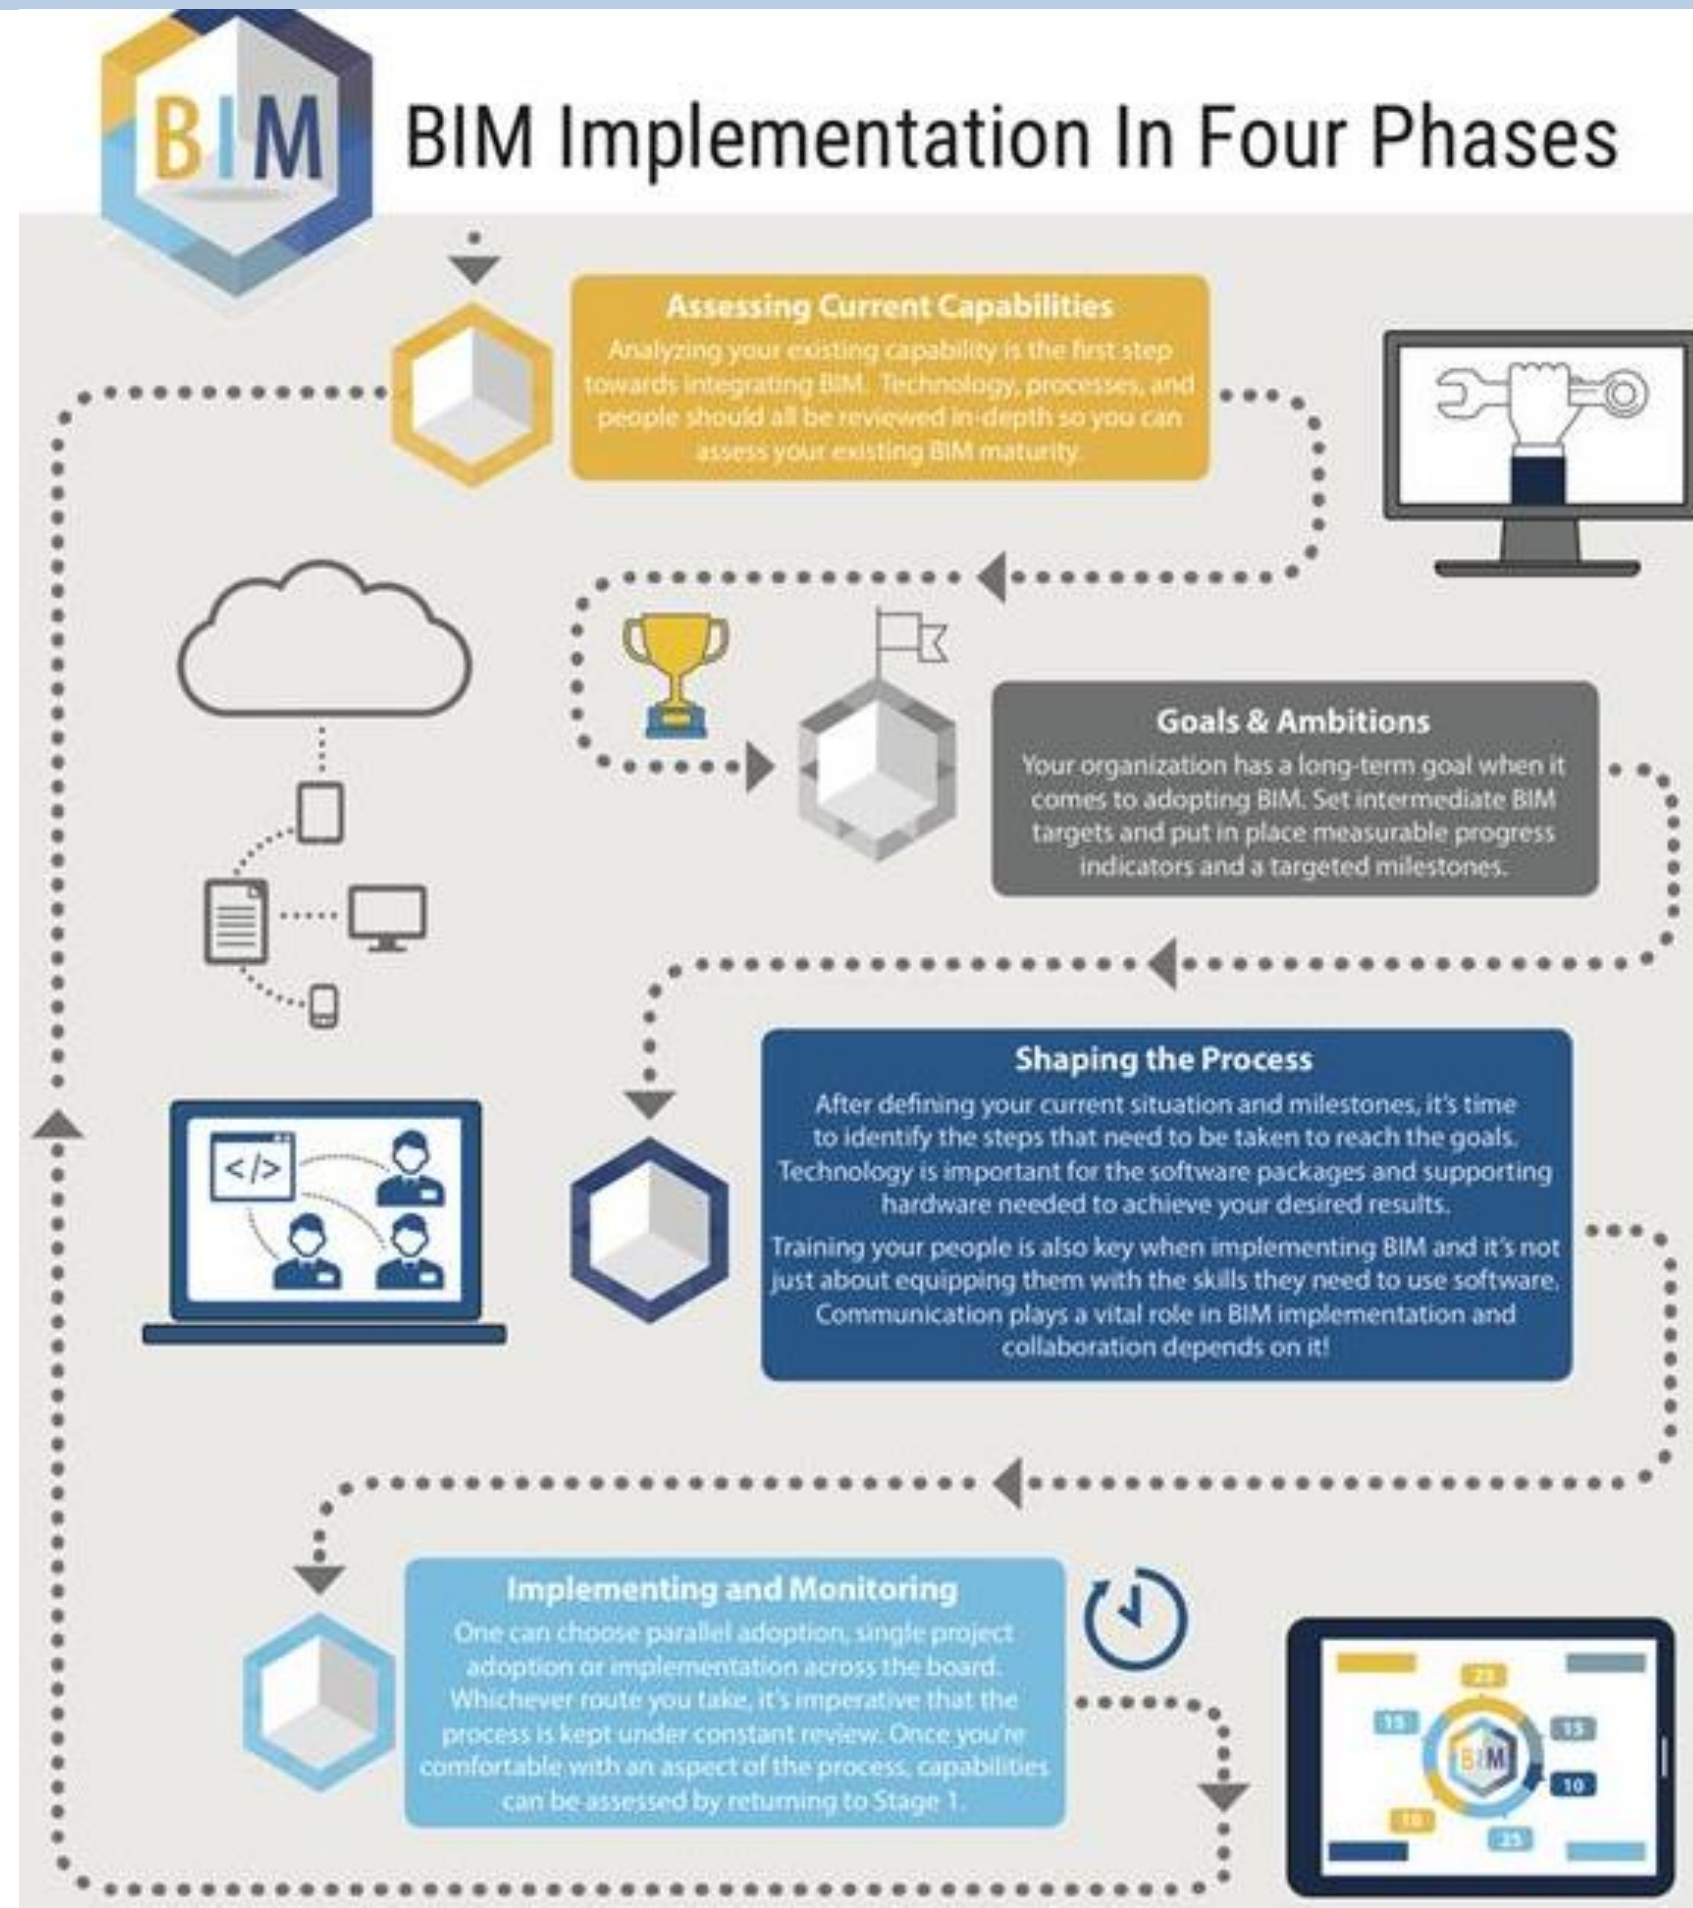 BIM
BIM Implementation In Four Phases
Assessing Current Capabilities
Analyzing your existing capability is the first step
towards integrating BIM. Technology, processes, and
people should all be reviewed in-depth so you can
assess your existing BIM maturity.
Goals & Ambitions
Your organization has a long-term goal when it
comes to adopting BIM. Set intermediate BIM
targets and put in place measurable progress
indicators and a targeted milestones.
Shaping the Process
After defining your current situation and milestones, it's time
to identify the steps that need to be taken to reach the goals.
Technology is important for the software packages and supporting
hardware needed to achieve your desired results.
Training your people is also key when implementing BIM and it's not
just about equipping them with the skills they need to use software.
Communication plays a vital role in BIM implementation and
collaboration depends on it!
</>
Implementing and Monitoring
One can choose parallel adoption, single project
adoption or implementation across the board.
Whichever route you take, it's imperative that the
process is kept under constant review. Once you're
comfortable with an aspect of the process, capabilities
can be assessed by returning to Stage 1.
25
15
15
BIM
10
10
25